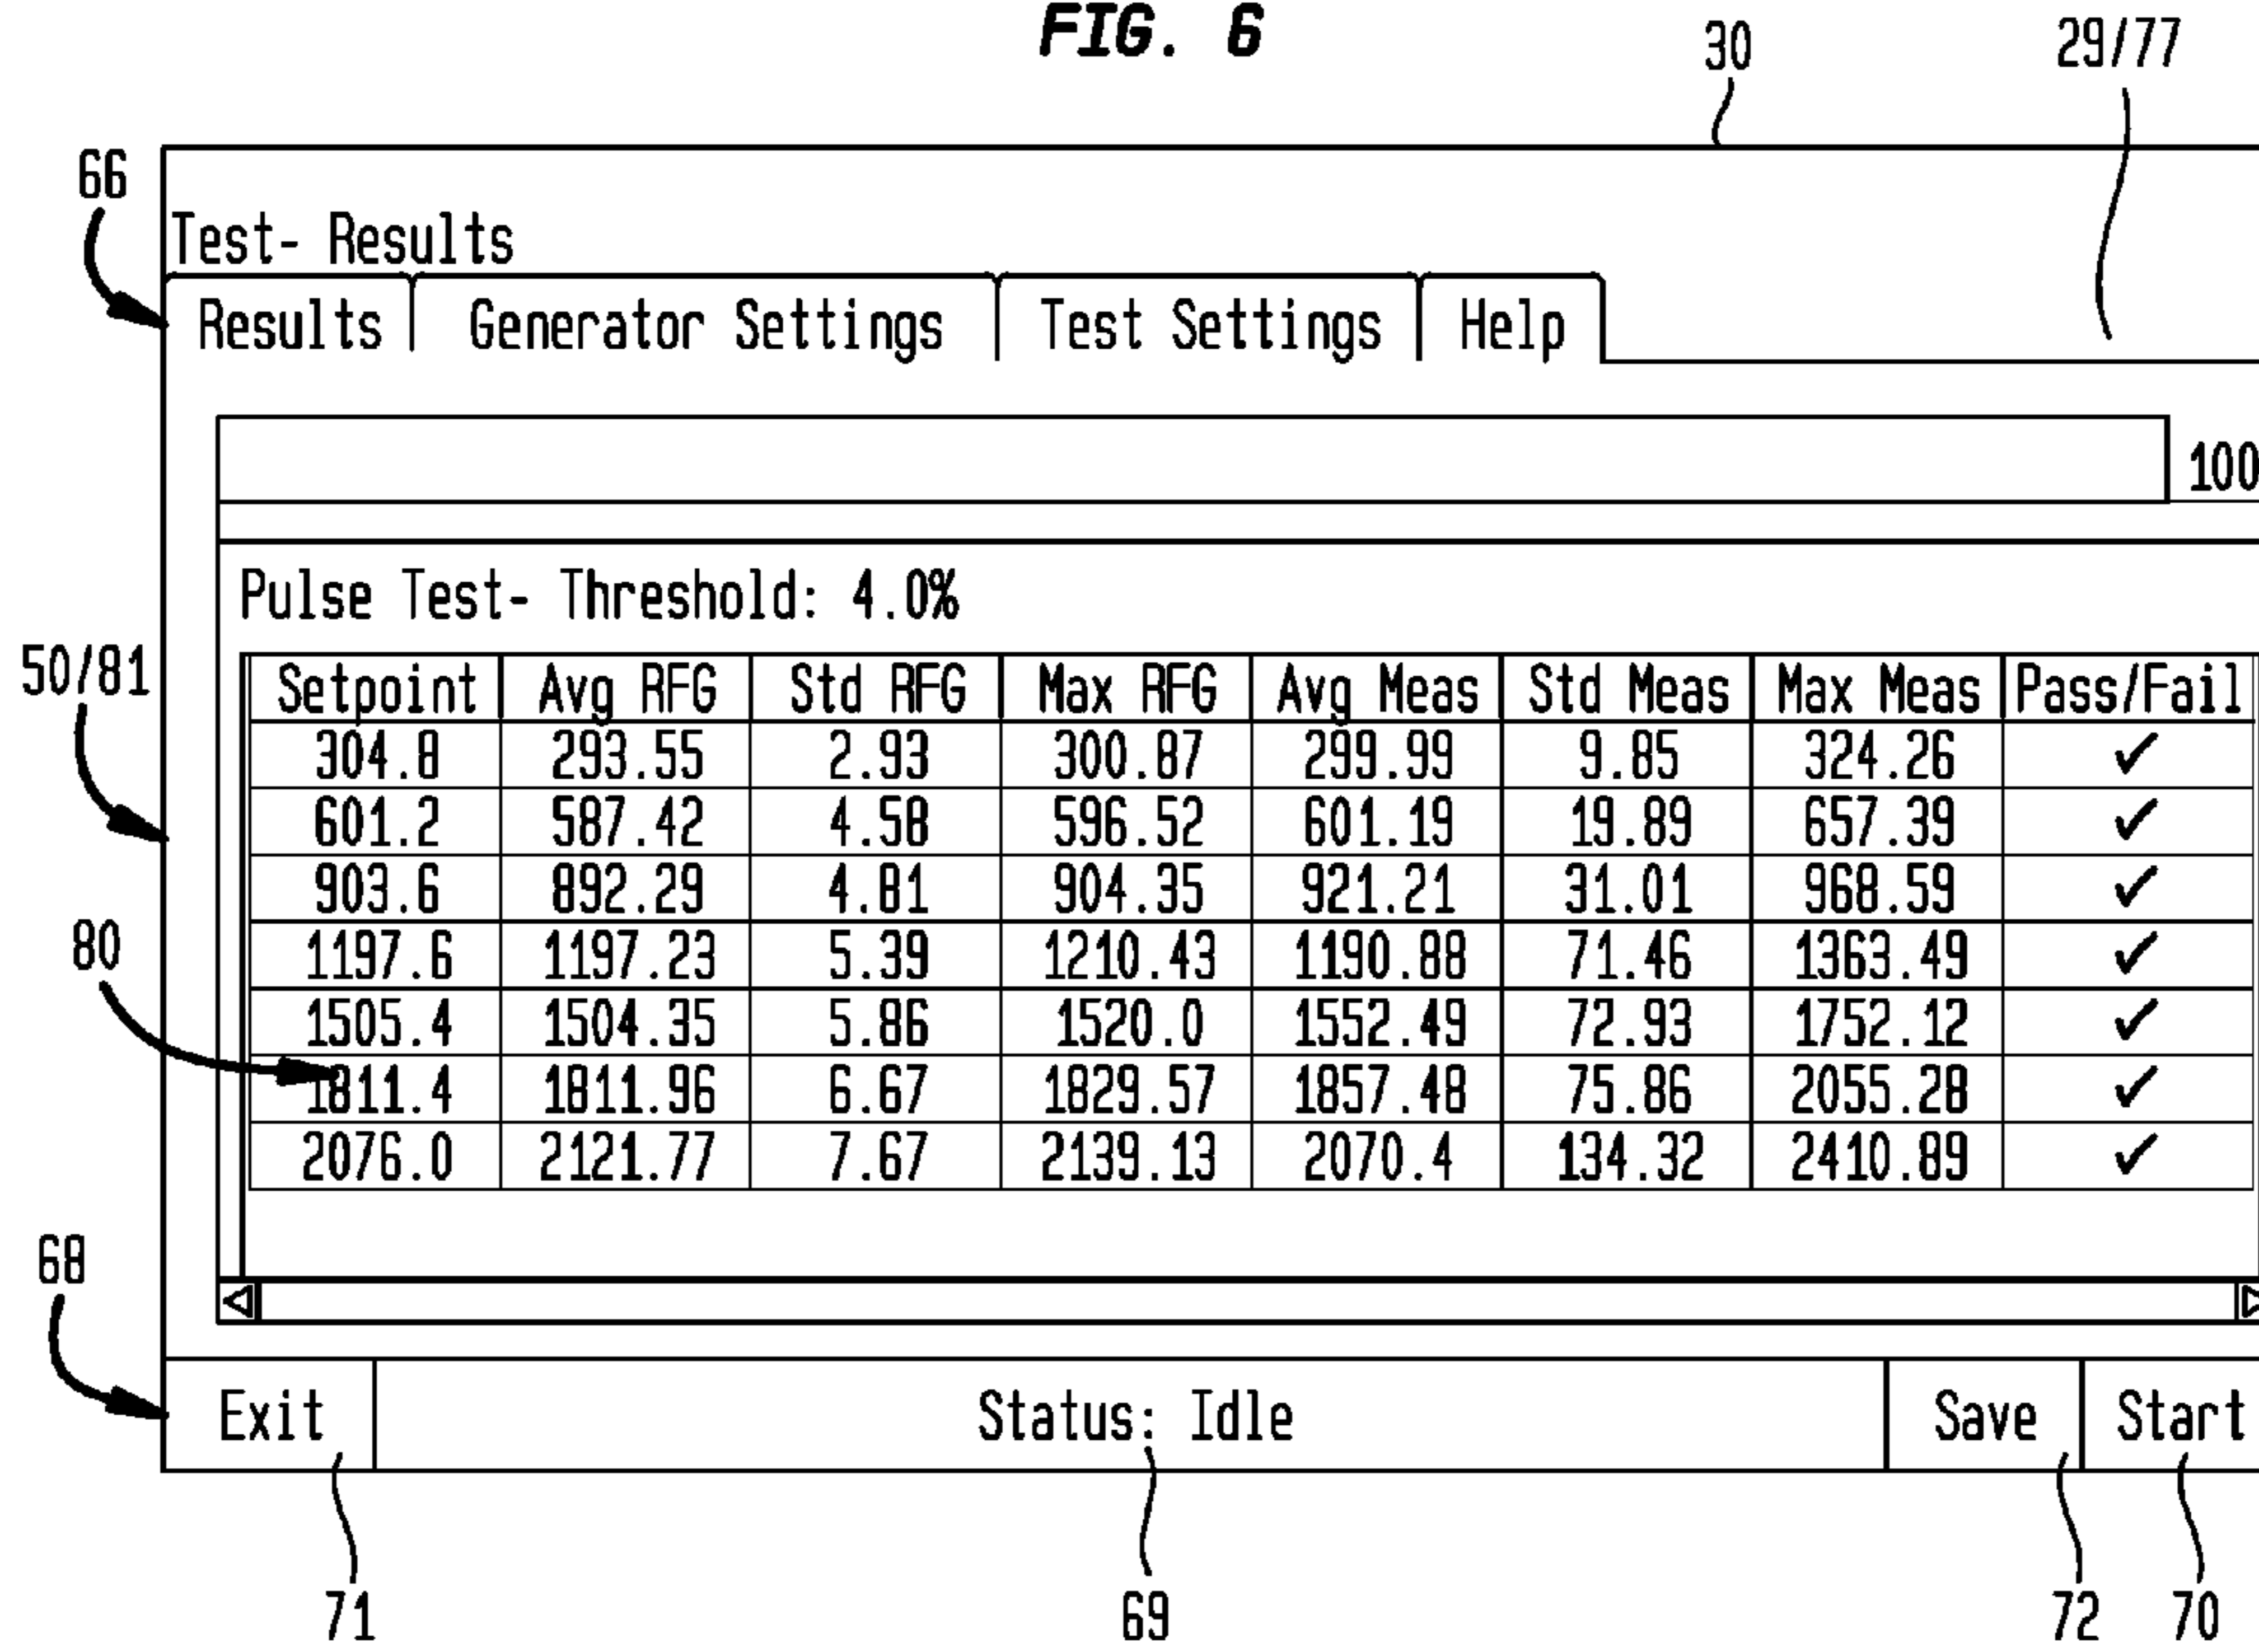 FIG. 6
30
29/77
66
Test- Results
Results Generator Settings Test Settings Help
100
Pulse Test- Threshold: 4.0%
50/81
Setpoint Avg RFG Std RFG Max RFG Avg Meas Std Meas Max Meas Pass/Fail
304.8 293.55 2.93 300.87 299.99 9.85 324.26 ✓
601.2 587.42 4.58 596.52 601.19 19.89 657.39 ✓
903.6 892.29 4.81 904.35 921.21 31.01 968.59 ✓
80
1197.6 1197.23 5.39 1210.43 1190.88 71.46 1363.49 ✓
1505.4 1504.35 5.86 1520.0 1552.49 72.93 1752.12 ✓
1811.4 1811.96 6.67 1829.57 1857.48 75.86 2055.28 ✓
2076.0 2121.77 7.67 2139.13 2070.4 134.32 2410.89 ✓
68
Exit Status: Idle Save Start
71 69 72 70